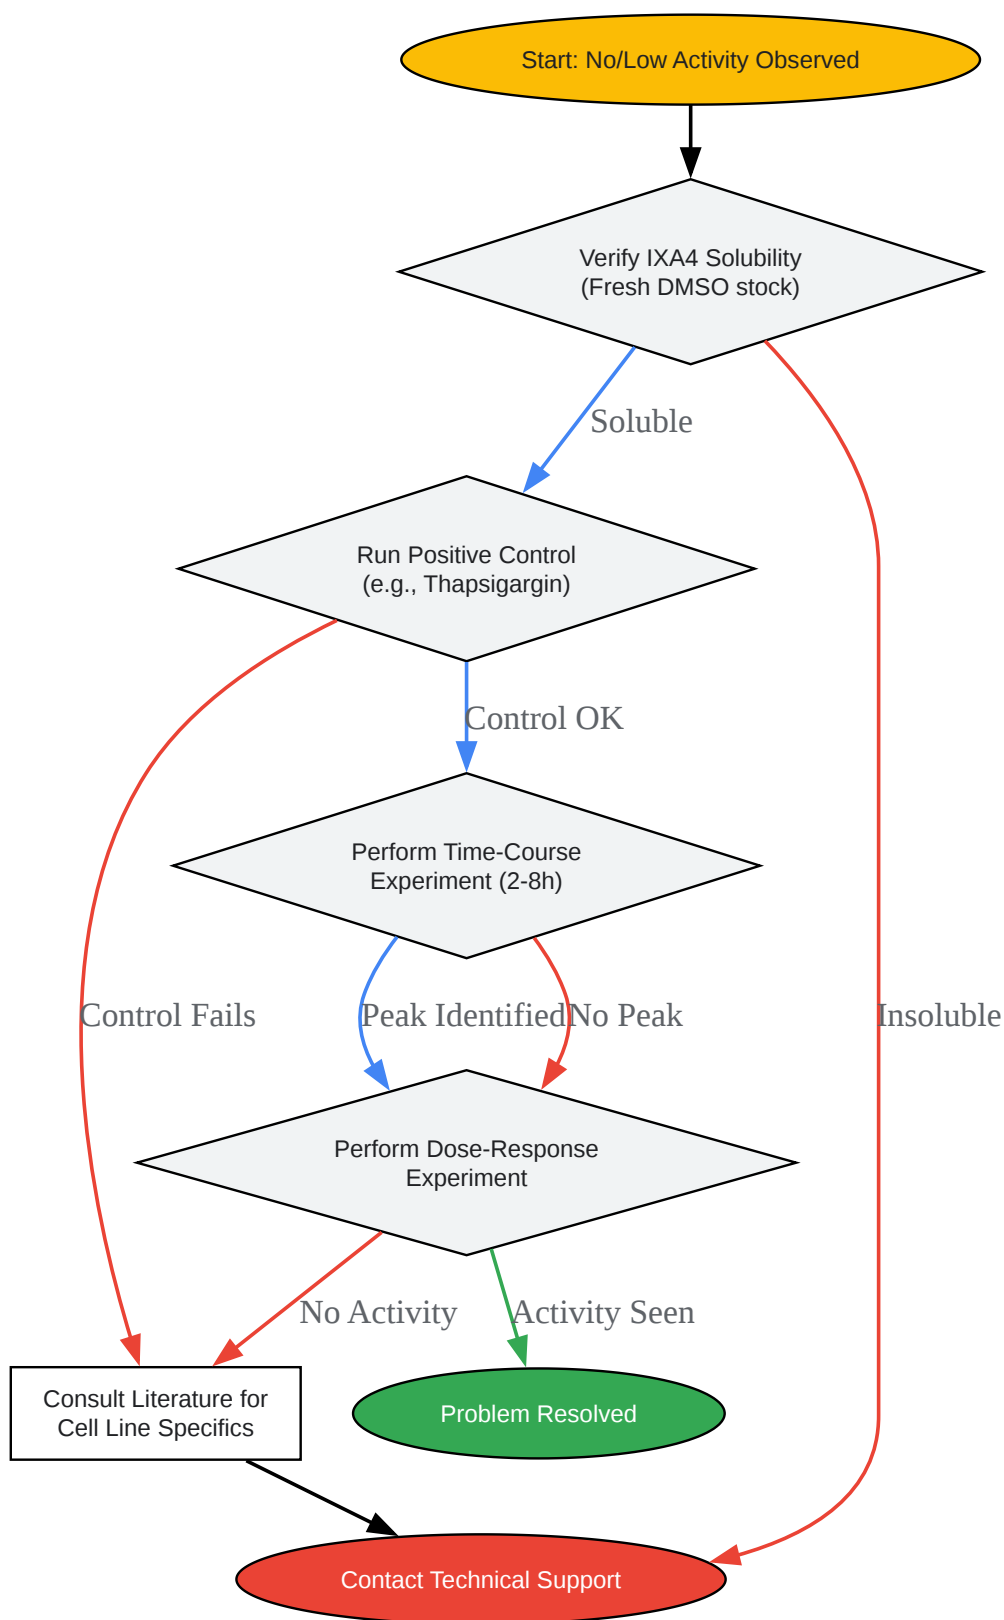 Start: No/Low Activity Observed
Verify IXA4 Solubility
(Fresh DMSO stock)
Soluble
Run Positive Control
(e.g., Thapsigargin)
Control OK
Perform Time-Course
Experiment (2-8h)
Control Fails
Peak Identified
No Peak
Insoluble
Perform Dose-Response
Experiment
No Activity
Activity Seen
Consult Literature for
Cell Line Specifics
Problem Resolved
Contact Technical Support